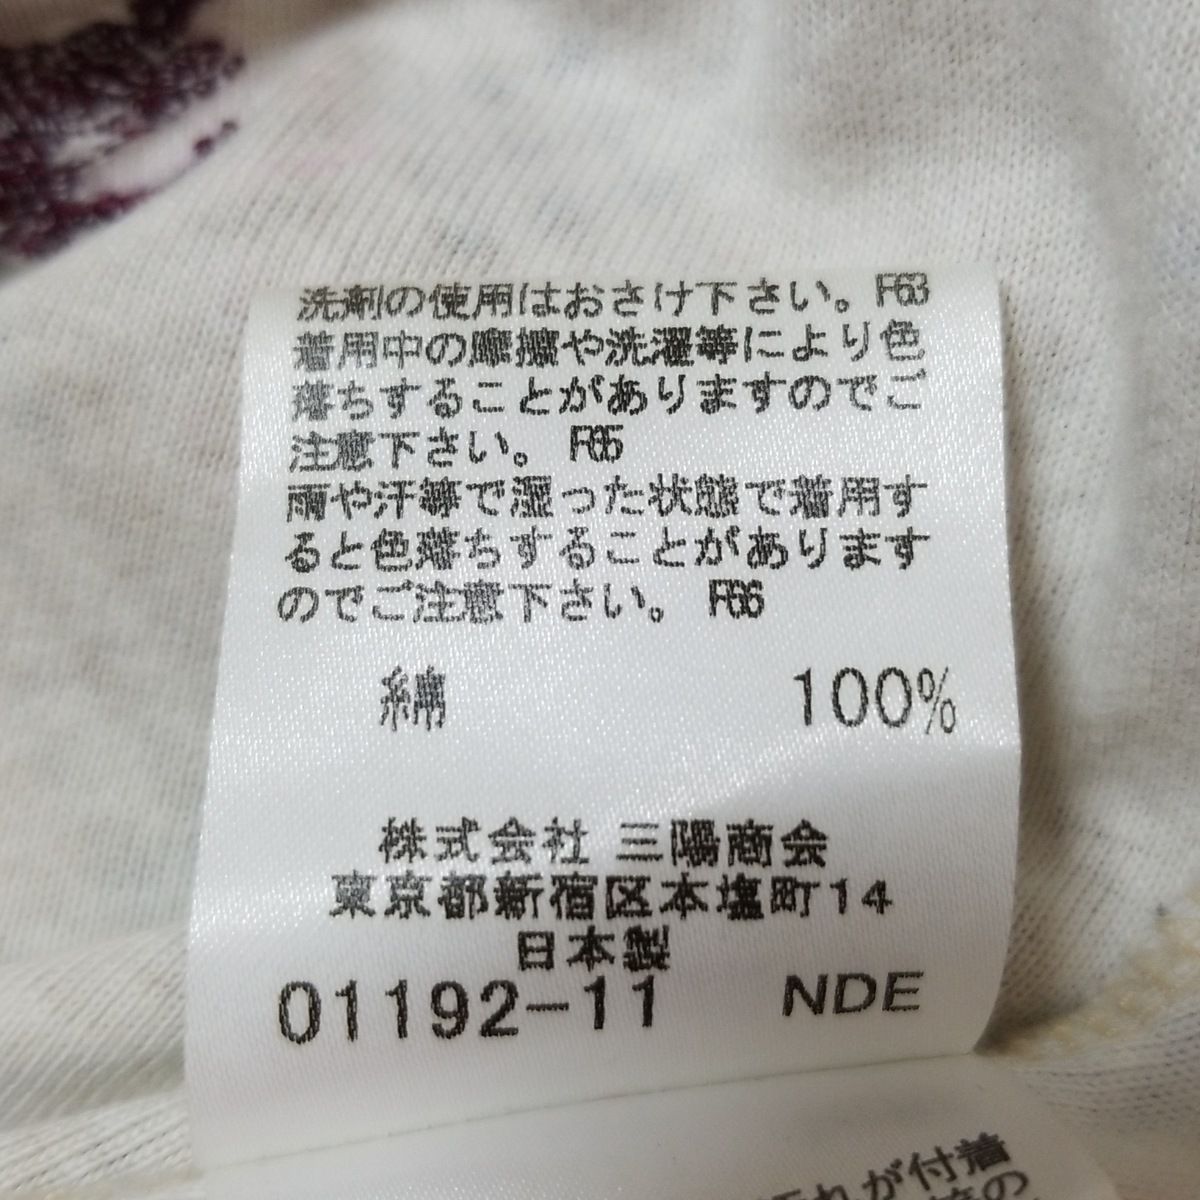 洗剤の使用はおさけ下さい。F63
着用中の摩擦や洗濯等により色
落ちすることがありますのでご
注意下さい。 F65
雨や汗等で湿った状態で着用す
ると色落ちすることがあります
のでご注意下さい。 F66
綿 100%
株式会社 三陽商会
東京都新宿区本塩町14
日本製
01192-11 NDE
が付着
の